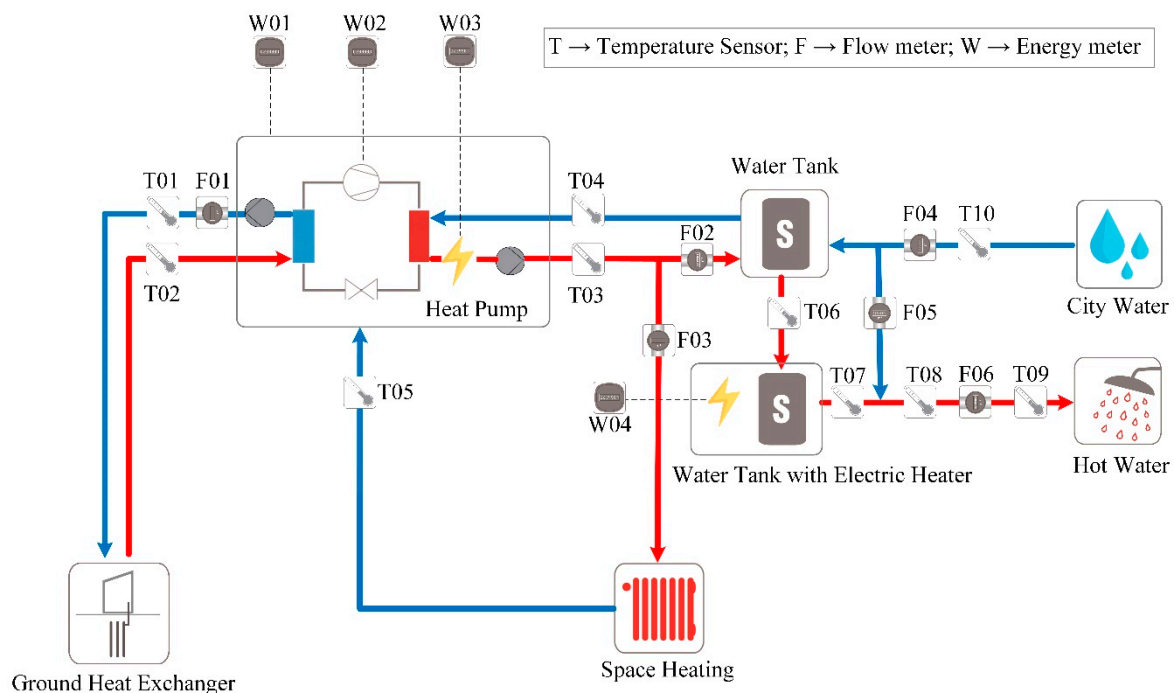 W01 W02 W03
T → Temperature Sensor; F → Flow meter; W → Energy meter
Water Tank
T01 F01
T04
F04 T10
F02
S
T02
T03
Heat Pump
T06
F05
City Water
F03
T05
T07 T08 F06 T09
S
W04
Water Tank with Electric Heater
Hot Water
Space Heating
Ground Heat Exchanger